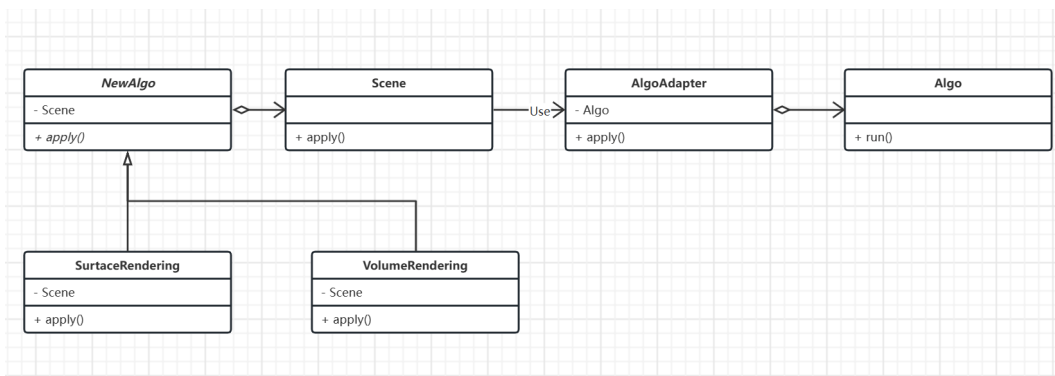 NewAlgo
- Scene
+ apply()
Scene
+ apply()
Use
AlgoAdapter
- Algo
+ apply()
Algo
+ run()
SurtaceRendering
- Scene
+ apply()
VolumeRendering
- Scene
+ apply()